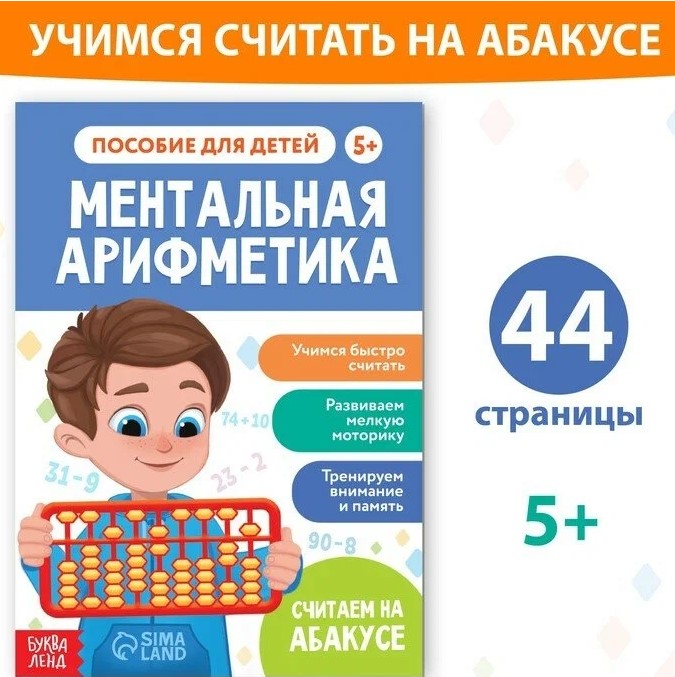 УЧИМСЯ СЧИТАТЬ НА АБАКУСЕ
ПОСОБИЕ ДЛЯ ДЕТЕЙ 5+
МЕНТАЛЬНАЯ
АРИФМЕТИКА
Учимся быстро
считать
Развиваем
мелкую
моторику
Тренируем
внимание
и память
74+10
31-9
23-2
90-8
СЧИТАЕМ НА
АБАКУСЕ
БУКВА
ЛЕНД
SIMA
LAND
44
страницы
5+